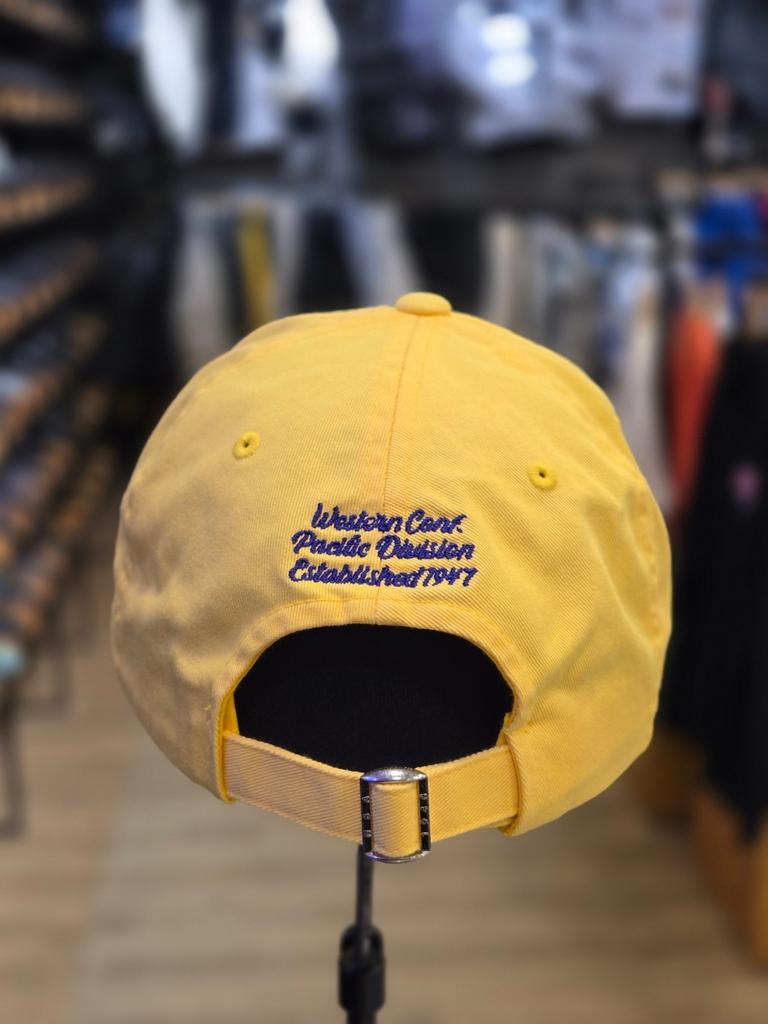 Western Conf.
Pacific Division
Established 1947